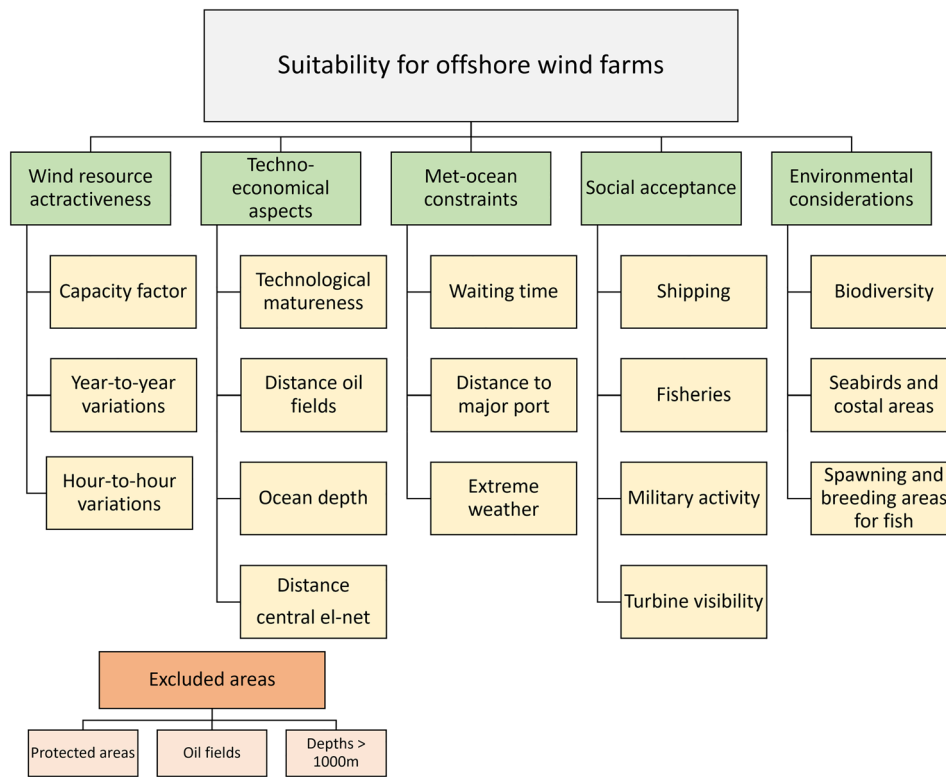 Suitability for offshore wind farms
Wind resource
actractiveness
Capacity factor
Year-to-year
variations
Hour-to-hour
variations
Techno-
economical
aspects
Technological
matureness
Distance oil
fields
Ocean depth
Distance
central el-net
Met-ocean
constraints
Waiting time
Distance to
major port
Extreme
weather
Social acceptance
Shipping
Fisheries
Military activity
Turbine visibility
Environmental
considerations
Biodiversity
Seabirds and
costal areas
Spawning and
breeding areas
for fish
Excluded areas
Protected areas
Oil fields
Depths >
1000m